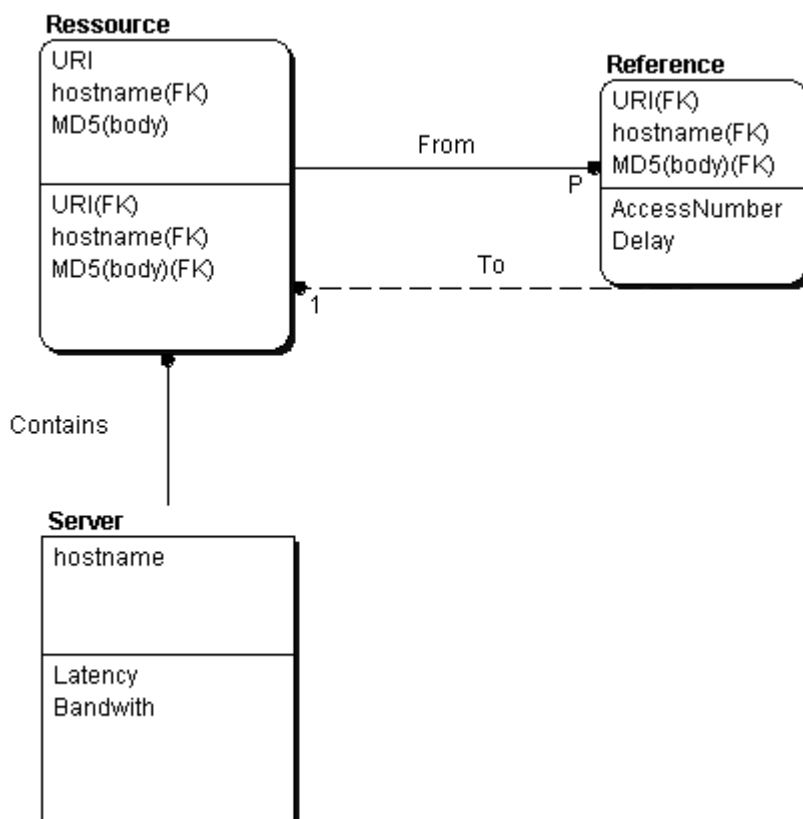 Ressource
URI
hostname(FK)
MD5(body)
URI(FK)
hostname(FK)
MD5(body)(FK)
From
P
To
1
Reference
URI(FK)
hostname(FK)
MD5(body)(FK)
AccessNumber
Delay
Contains
Server
hostname
Latency
Bandwith